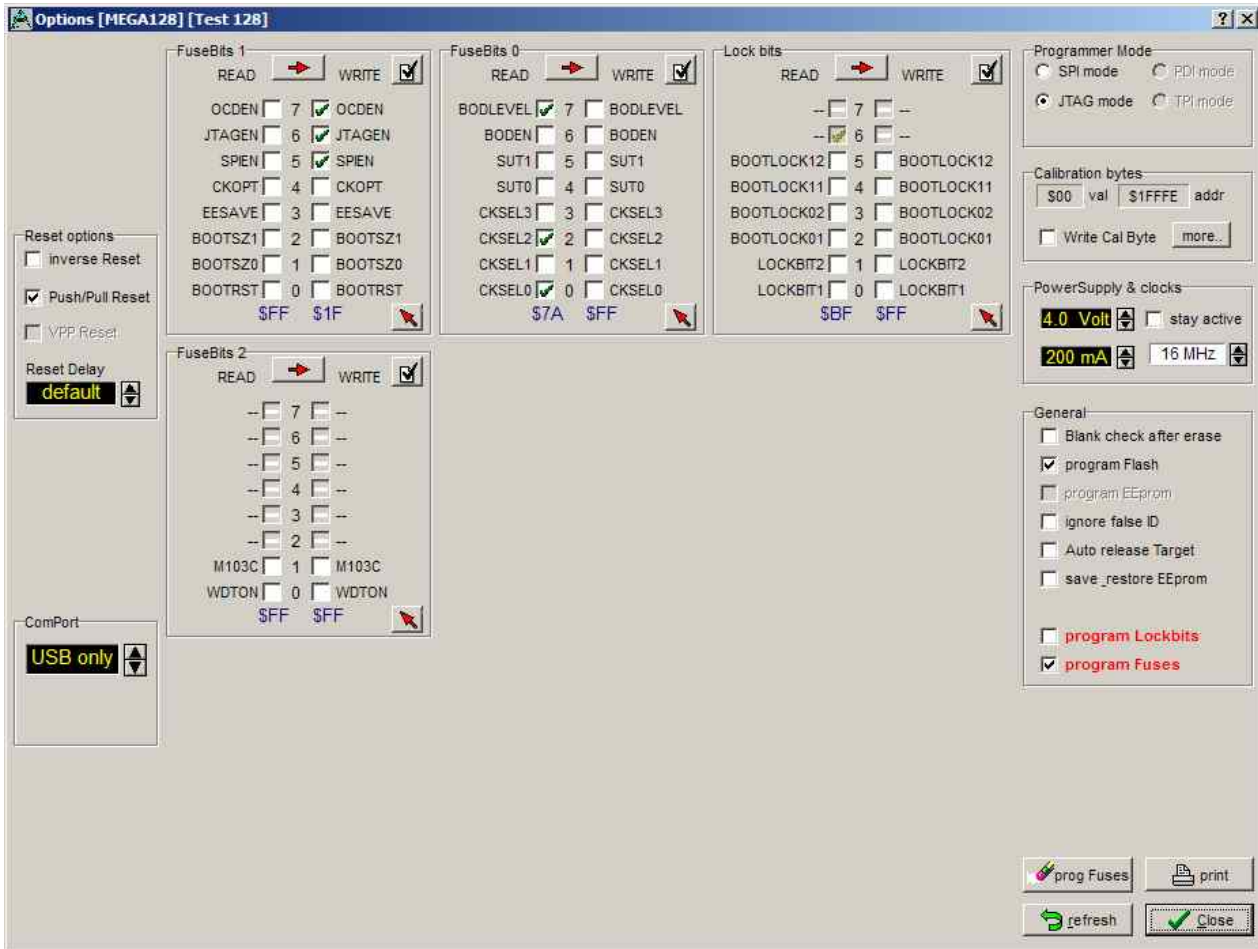 Options [MEGA128] [Test 128]
Reset options
inverse Reset
Push/Pull Reset
VPP Reset
Reset Delay
default
ComPort
USB only
FuseBits 1
READ WRITE
OCDEN 7 OCDEN
JTAGEN 6 JTAGEN
SPIEN 5 SPIEN
CKOPT 4 CKOPT
EESAVE 3 EESAVE
BOOTSZ1 2 BOOTSZ1
BOOTSZ0 1 BOOTSZ0
BOOTRST 0 BOOTRST
$FF $1F
FuseBits 0
READ WRITE
BODLEVEL 7 BODLEVEL
BODEN 6 BODEN
SUT1 5 SUT1
SUT0 4 SUT0
CKSEL3 3 CKSEL3
CKSEL2 2 CKSEL2
CKSEL1 1 CKSEL1
CKSEL0 0 CKSEL0
$7A $FF
Lock bits
READ WRITE
-- 7 --
-- 6 --
BOOTLOCK12 5 BOOTLOCK12
BOOTLOCK11 4 BOOTLOCK11
BOOTLOCK02 3 BOOTLOCK02
BOOTLOCK01 2 BOOTLOCK01
LOCKBIT2 1 LOCKBIT2
LOCKBIT1 0 LOCKBIT1
$BF $FF
FuseBits 2
READ WRITE
-- 7 --
-- 6 --
-- 5 --
-- 4 --
-- 3 --
-- 2 --
M103C 1 M103C
WDTON 0 WDTON
$FF $FF
Programmer Mode
SPI mode PDI mode
JTAG mode TPI mode
Calibration bytes
$00 val $1FFFE addr
Write Cal Byte more..
PowerSupply & clocks
4.0 Volt stay active
200 mA 16 MHz
General
Blank check after erase
program Flash
program EEprom
ignore false ID
Auto release Target
save_restore EEprom
program Lockbits
program Fuses
prog Fuses print
refresh Close